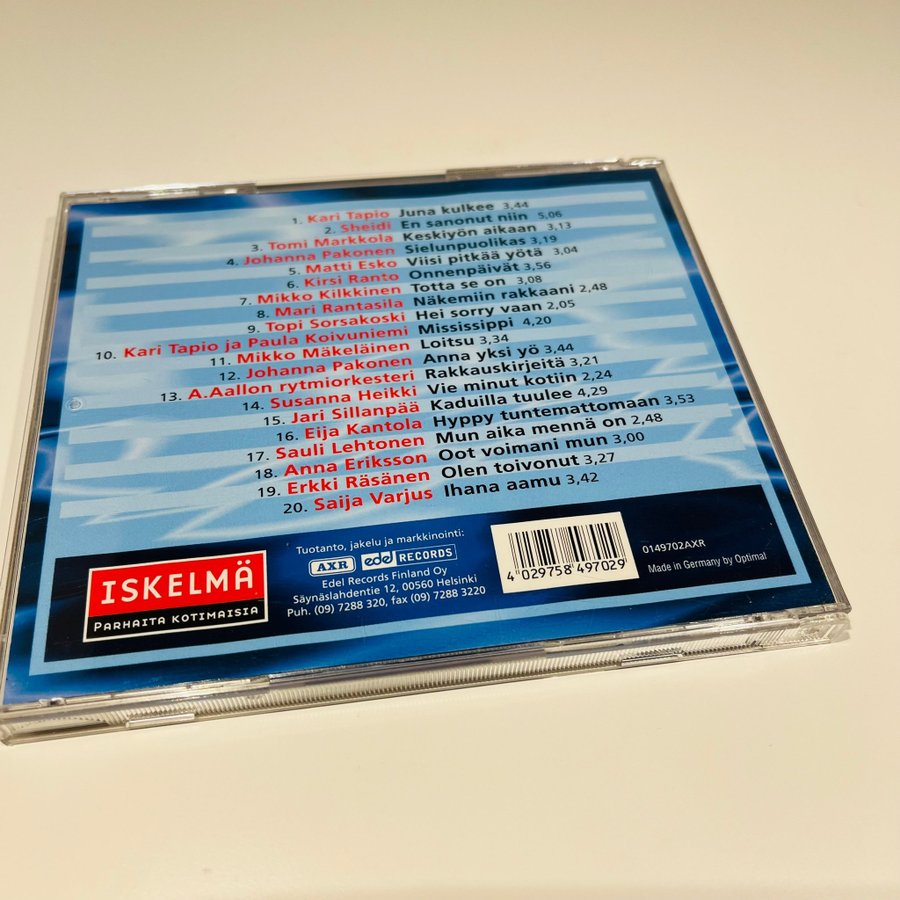 1. Kari Tapio Juna kulkee 3,44
2. Sheidi En sanonut niin 5,06
3. Tomi Markkola Keskiyön aikaan 3,13
4. Johanna Pakonen Sielunpuolikas 3,19
5. Matti Esko Viisi pitkää yötä 3,04
6. Kirsi Ranto Onnenpäivät 3,56
7. Mikko Kilkkinen Totta se on 3,08
8. Mari Rantasila Näkemiin rakkaani 2,48
9. Topi Sorsakoski Hei sorry vaan 2,05
10. Kari Tapio ja Paula Koivuniemi Mississippi 4,20
11. Mikko Mäkeläinen Loitsu 3,34
12. Johanna Pakonen Anna yksi yö 3,44
13. A.Aallon rytmiorkesteri Rakkauskirjeitä 3,21
14. Susanna Heikki Vie minut kotiin 2,24
15. Jari Sillanpää Kaduilla tuulee 4,29
16. Eija Kantola Hyppy tuntemattomaan 3,53
17. Sauli Lehtonen Mun aika mennä on 2,48
18. Anna Eriksson Oot voimani mun 3,00
19. Erkki Räsänen Olen toivonut 3,27
20. Saija Varjus Ihana aamu 3,42
ISKELMÄ
PARHAITA KOTIMAISIA
Tuotanto, jakelu ja markkinointi:
AXR edel RECORDS
Edel Records Finland Oy
Säynäslahdentie 12, 00560 Helsinki
Puh. (09) 7288 320, fax (09) 7288 3220
4 029758 497029
0149702AXR
Made in Germany by Optimal